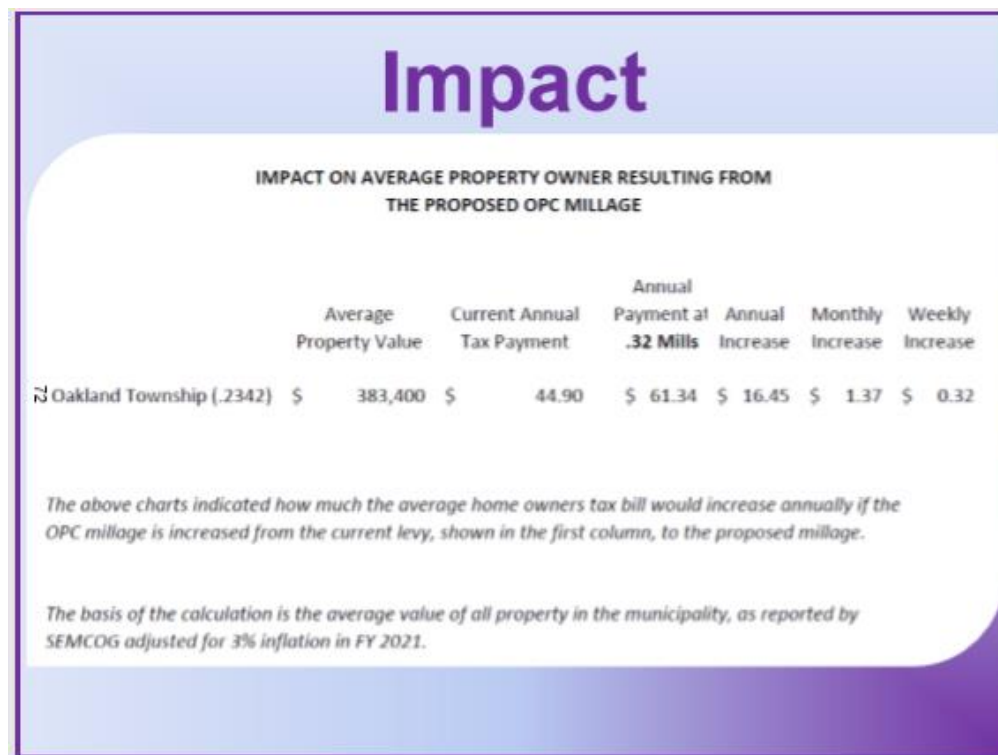 Impact
IMPACT ON AVERAGE PROPERTY OWNER RESULTING FROM
THE PROPOSED OPC MILLAGE
Annual
Average Current Annual Payment at Annual Monthly Weekly
Property Value Tax Payment .32 Mills Increase Increase Increase
72 Oakland Township (.2342) $ 383,400 $ 44.90 $ 61.34 $ 16.45 $ 1.37 $ 0.32
The above charts indicated how much the average home owners tax bill would increase annually if the
OPC millage is increased from the current levy, shown in the first column, to the proposed millage.
The basis of the calculation is the average value of all property in the municipality, as reported by
SEMCOG adjusted for 3% inflation in FY 2021.